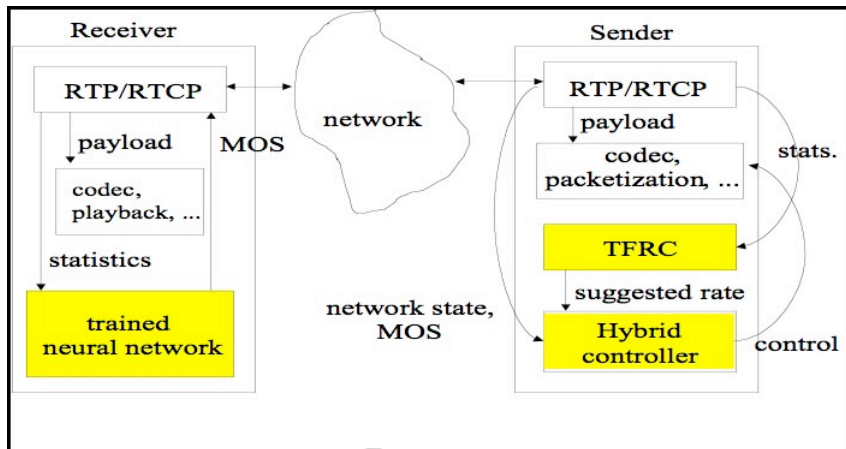 Receiver
RTP/RTCP
payload
MOS
codec,
playback, ...
statistics
trained
neural network
network
Sender
RTP/RTCP
payload
stats.
codec,
packetization, ...
TFRC
suggested rate
network state,
MOS
Hybrid
controller
control